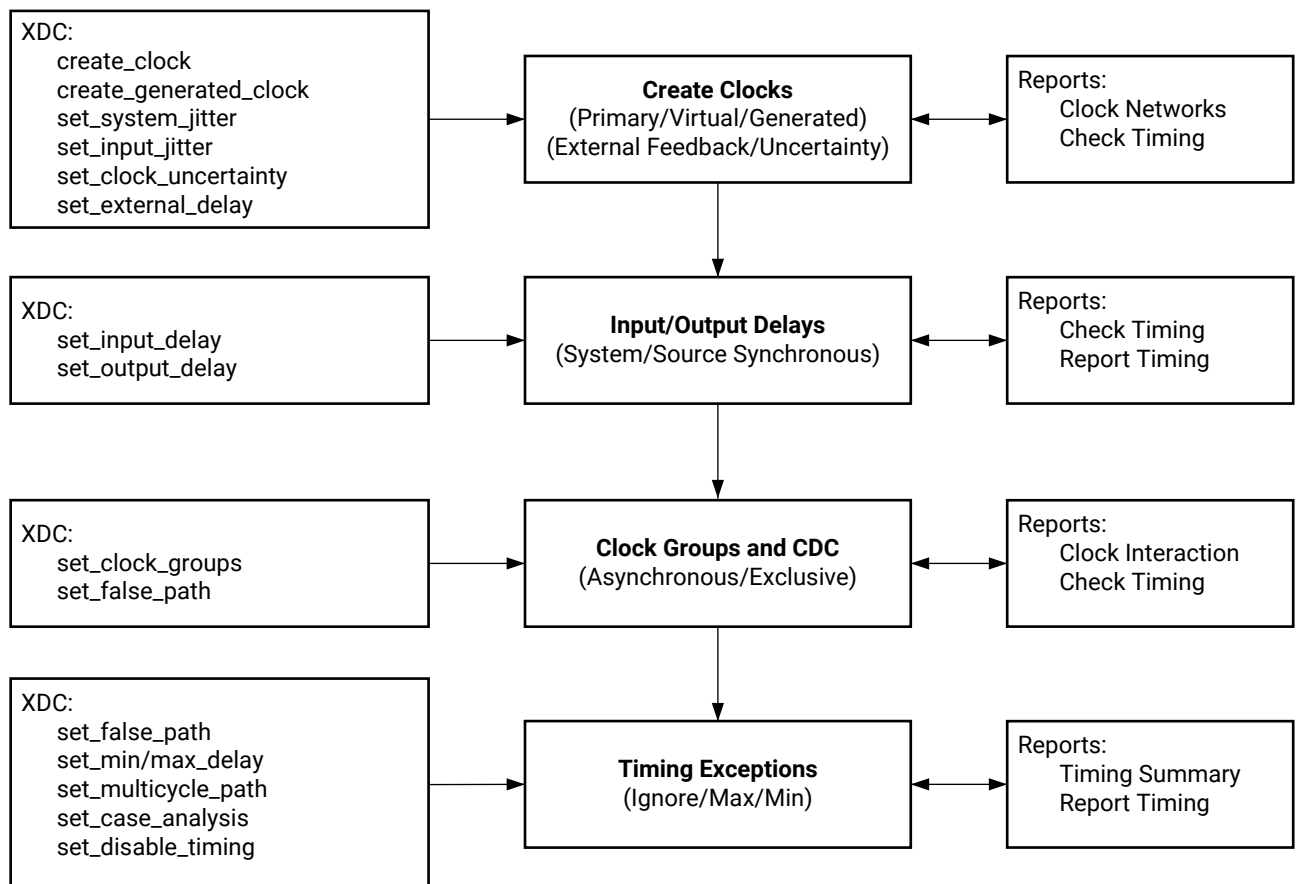 XDC:
create_clock
create_generated_clock
set_system_jitter
set_input_jitter
set_clock_uncertainty
set_external_delay
Create Clocks
(Primary/Virtual/Generated)
(External Feedback/Uncertainty)
Reports:
Clock Networks
Check Timing
XDC:
set_input_delay
set_output_delay
Input/Output Delays
(System/Source Synchronous)
Reports:
Check Timing
Report Timing
XDC:
set_clock_groups
set_false_path
Clock Groups and CDC
(Asynchronous/Exclusive)
Reports:
Clock Interaction
Check Timing
XDC:
set_false_path
set_min/max_delay
set_multicycle_path
set_case_analysis
set_disable_timing
Timing Exceptions
(Ignore/Max/Min)
Reports:
Timing Summary
Report Timing